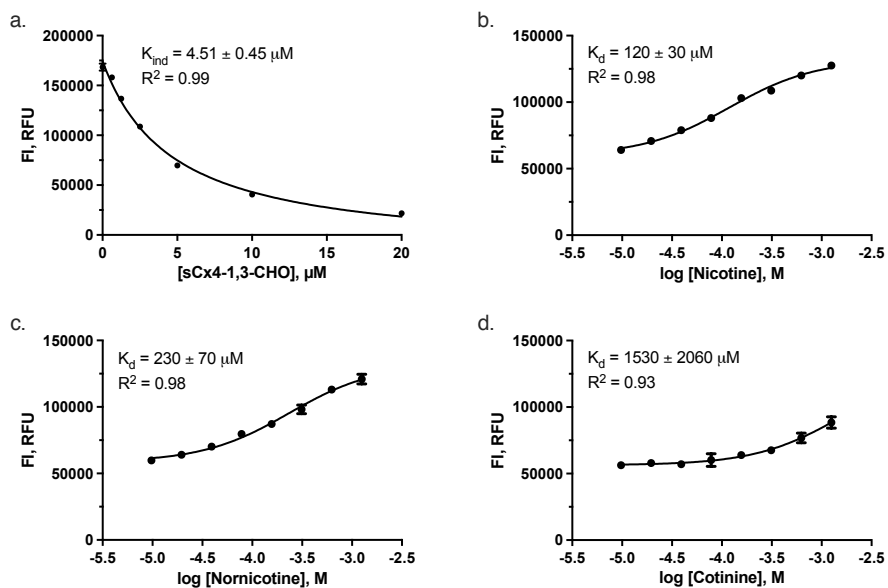 a.
200000
150000
100000
50000
0
FI, RFU
K_ind = 4.51 ± 0.45 µM
R² = 0.99
0 5 10 15 20
[sCx4-1,3-CHO], µM
b.
150000
100000
50000
0
FI, RFU
K_d = 120 ± 30 µM
R² = 0.98
-5.5 -5.0 -4.5 -4.0 -3.5 -3.0 -2.5
log [Nicotine], M
c.
150000
100000
50000
0
FI, RFU
K_d = 230 ± 70 µM
R² = 0.98
-5.5 -5.0 -4.5 -4.0 -3.5 -3.0 -2.5
log [Nornicotine], M
d.
150000
100000
50000
0
FI, RFU
K_d = 1530 ± 2060 µM
R² = 0.93
-5.5 -5.0 -4.5 -4.0 -3.5 -3.0 -2.5
log [Cotinine], M